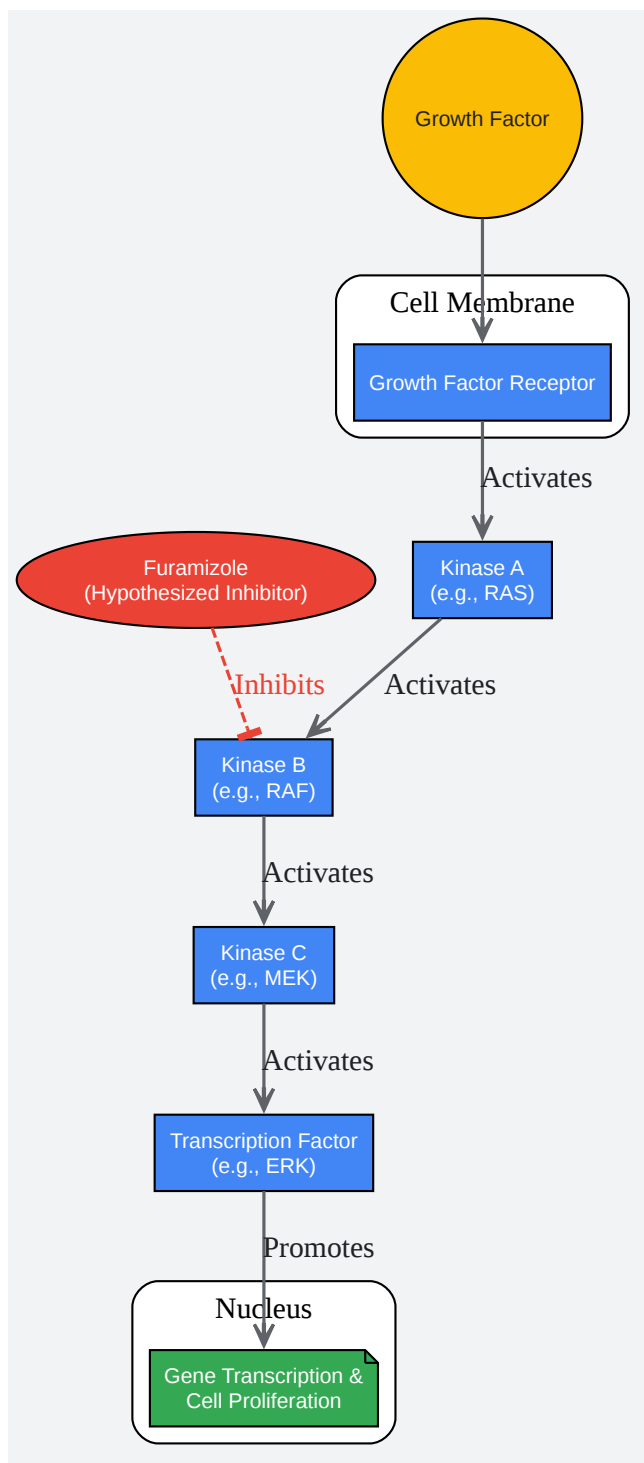 Growth Factor
Cell Membrane
Growth Factor Receptor
Activates
Furamizole
(Hypothesized Inhibitor)
Kinase A
(e.g., RAS)
Inhibits
Activates
Kinase B
(e.g., RAF)
Activates
Kinase C
(e.g., MEK)
Activates
Transcription Factor
(e.g., ERK)
Promotes
Nucleus
Gene Transcription &
Cell Proliferation